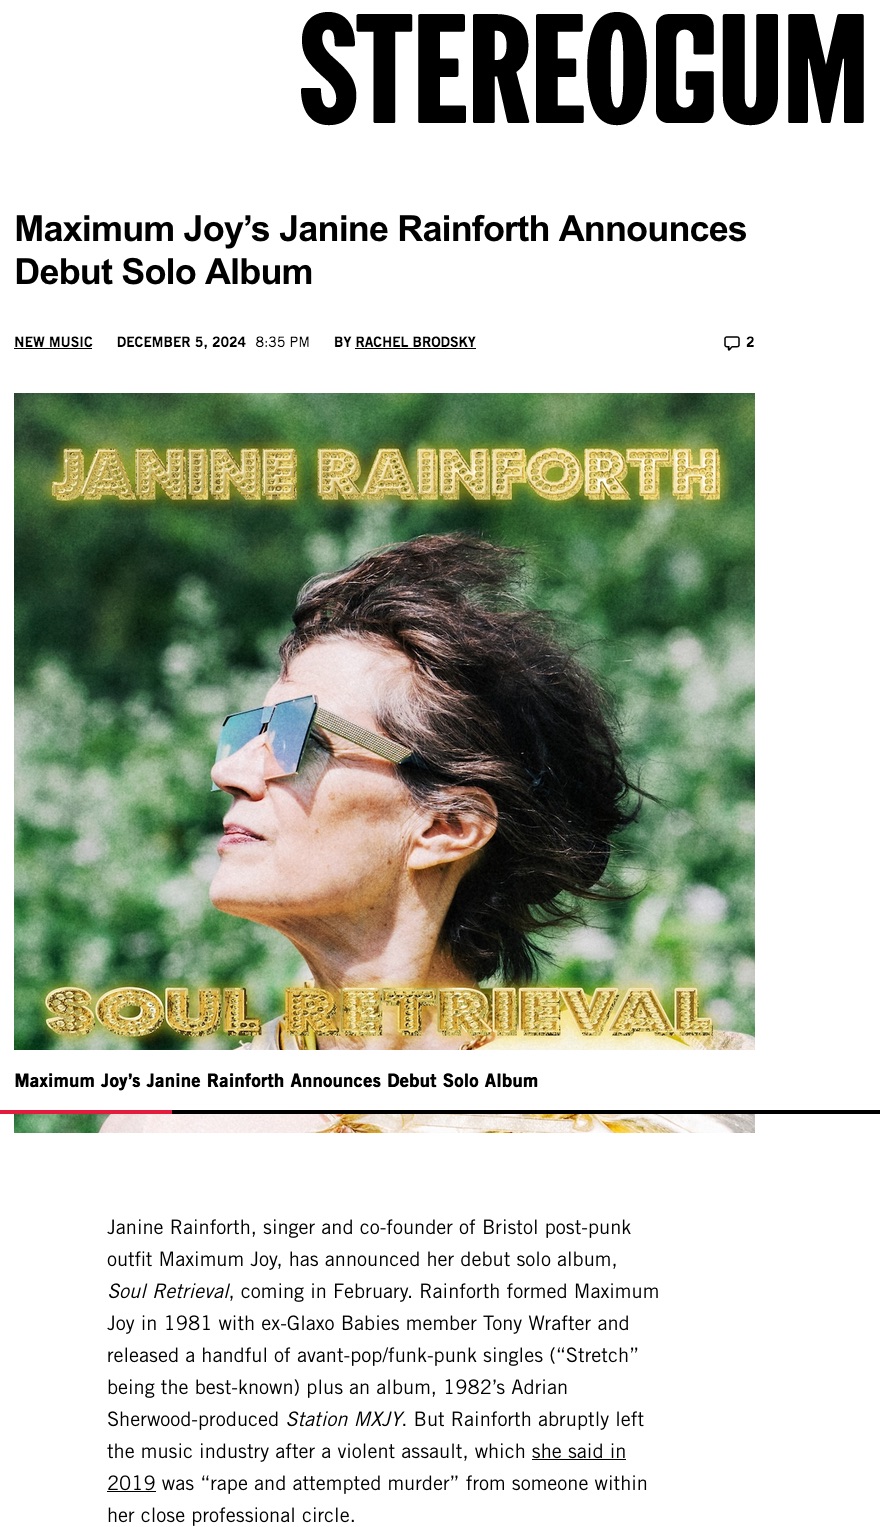 STEREOGUM
Maximum Joy’s Janine Rainforth Announces
Debut Solo Album
NEW MUSIC DECEMBER 5, 2024 8:35 PM BY RACHEL BRODSKY 2
JANINE RAINFORTH
SOUL RETRIEVAL
Maximum Joy’s Janine Rainforth Announces Debut Solo Album
Janine Rainforth, singer and co-founder of Bristol post-punk
outfit Maximum Joy, has announced her debut solo album,
Soul Retrieval, coming in February. Rainforth formed Maximum
Joy in 1981 with ex-Glaxo Babies member Tony Wrafter and
released a handful of avant-pop/funk-punk singles (“Stretch”
being the best-known) plus an album, 1982’s Adrian
Sherwood-produced Station MXJY. But Rainforth abruptly left
the music industry after a violent assault, which she said in
2019 was “rape and attempted murder” from someone within
her close professional circle.